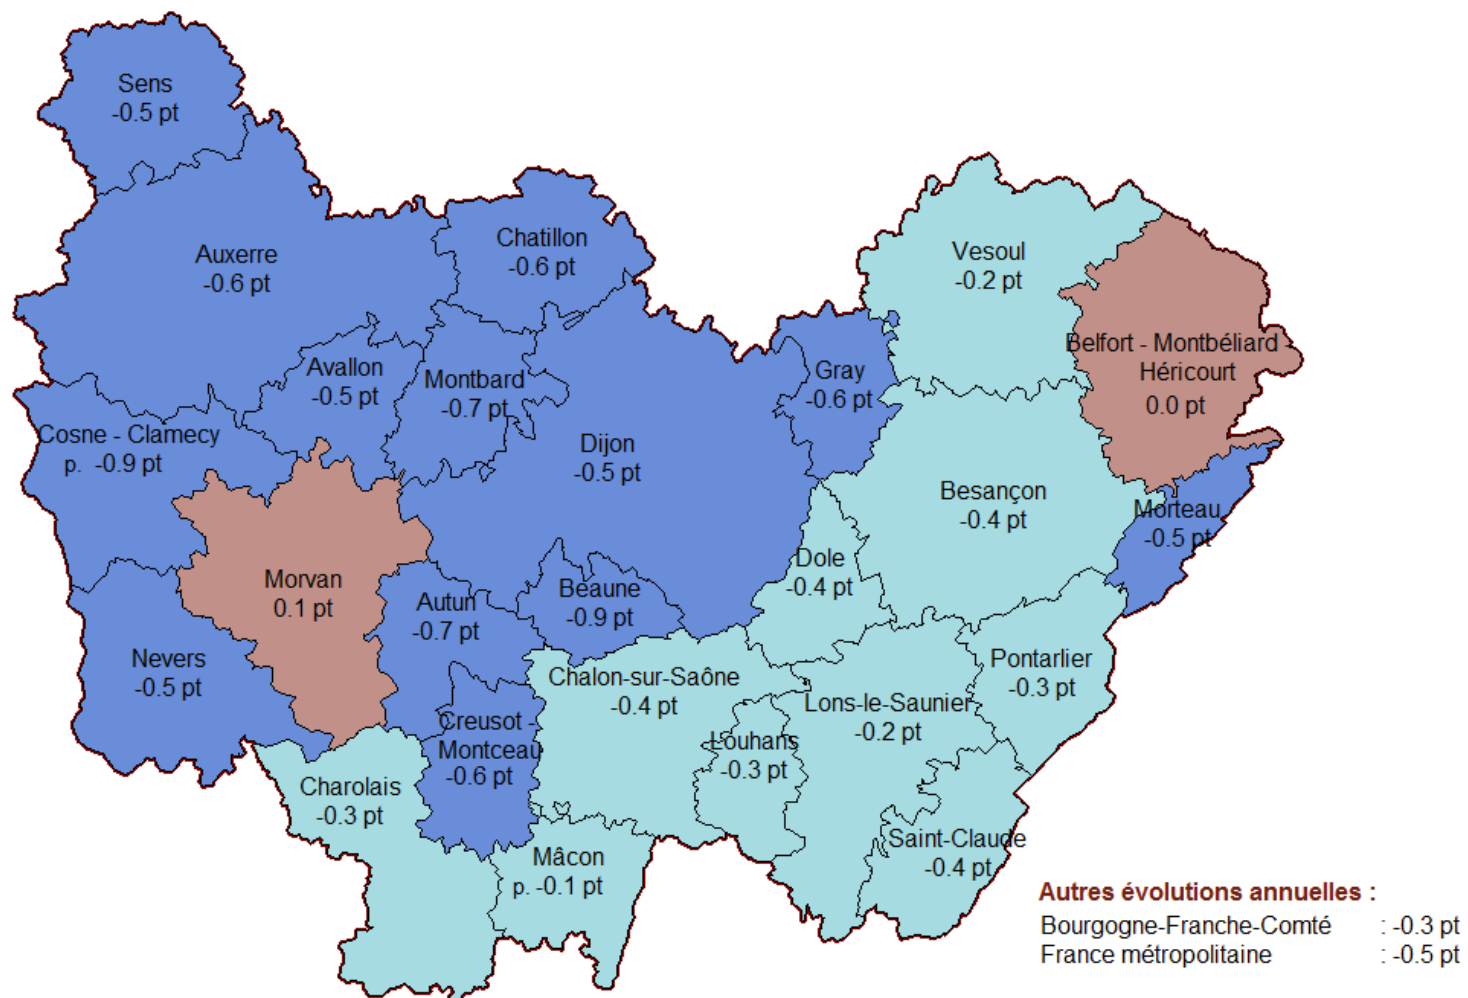 Sens
-0.5 pt
Auxerre
-0.6 pt
Chatillon
-0.6 pt
Vesoul
-0.2 pt
Belfort - Montbéliard -
Héricourt
0.0 pt
Avallon
-0.5 pt
Montbard
-0.7 pt
Gray
-0.6 pt
Cosne - Clamecy
p. -0.9 pt
Dijon
-0.5 pt
Besançon
-0.4 pt
Morteau
-0.5 pt
Morvan
0.1 pt
Autun
-0.7 pt
Beaune
-0.9 pt
Dole
-0.4 pt
Nevers
-0.5 pt
Chalon-sur-Saône
-0.4 pt
Lons-le-Saunier
-0.2 pt
Pontarlier
-0.3 pt
Creusot -
Montceau
-0.6 pt
Louhans
-0.3 pt
Charolais
-0.3 pt
Mâcon
p. -0.1 pt
Saint-Claude
-0.4 pt
Autres évolutions annuelles :
Bourgogne-Franche-Comté : -0.3 pt
France métropolitaine : -0.5 pt